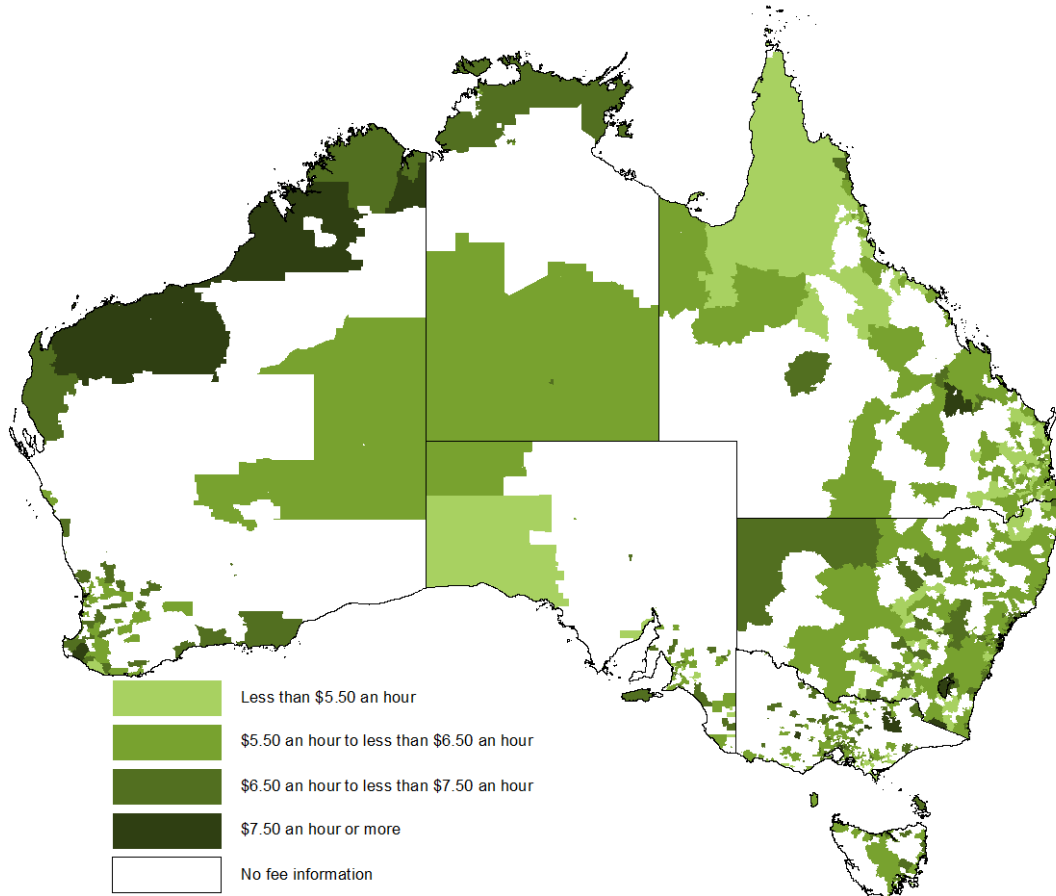 Less than $5.50 an hour
$5.50 an hour to less than $6.50 an hour
$6.50 an hour to less than $7.50 an hour
$7.50 an hour or more
No fee information